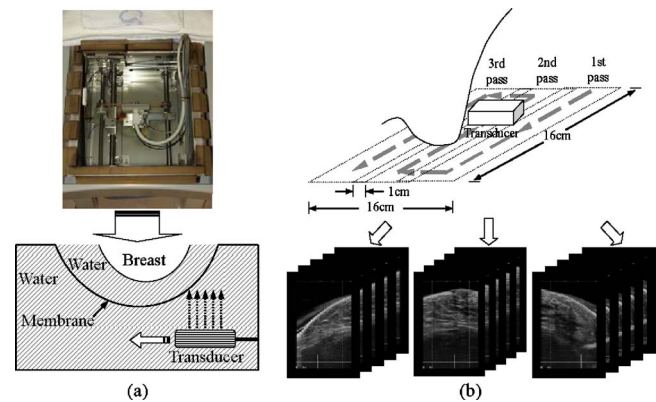 3rd pass
2nd pass
1st pass
Transducer
16cm
1cm
16cm
Water
Water
Breast
Membrane
Transducer
(a)
(b)